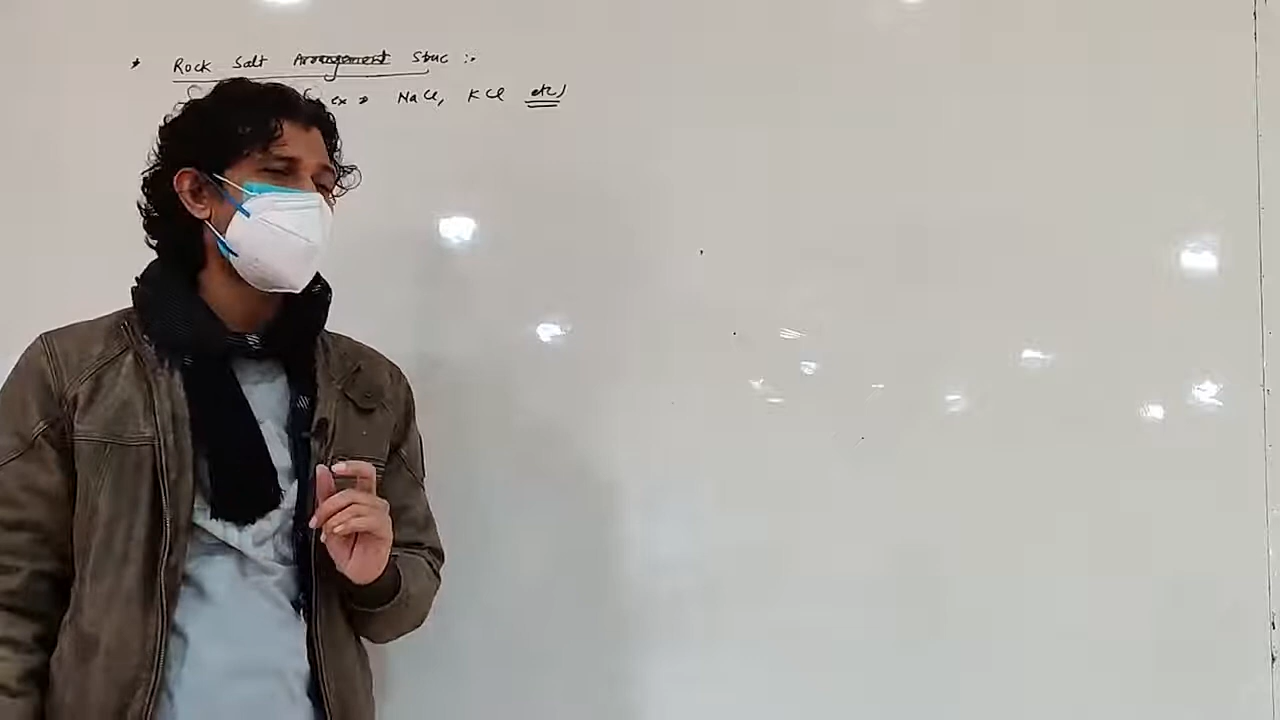 * Rock Salt Arrangement Struc :-
ex → NaCl, KCl etc)